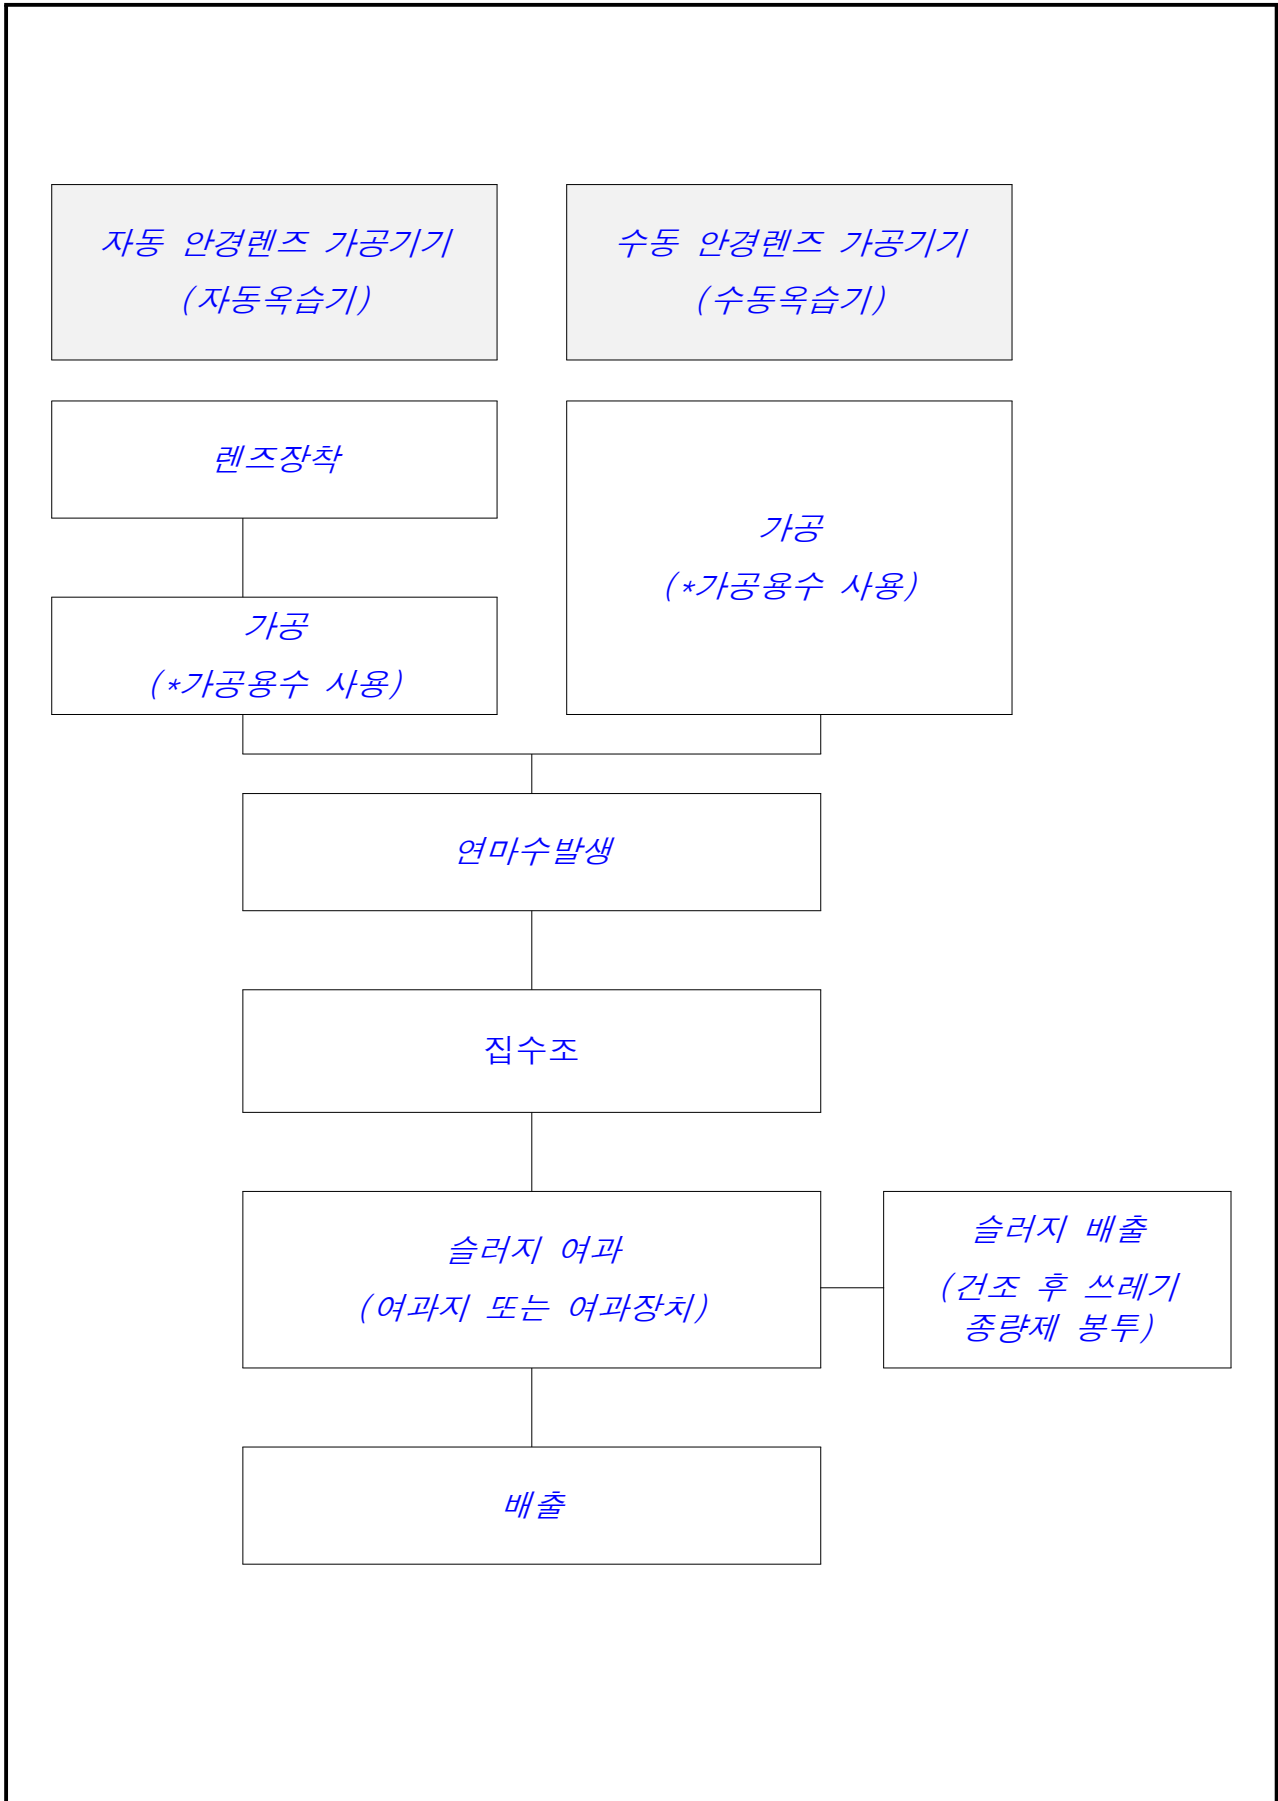 자동 안경렌즈 가공기기
(자동옥습기)
수동 안경렌즈 가공기기
(수동옥습기)
렌즈장착
가공
(*가공용수 사용)
가공
(*가공용수 사용)
연마수발생
집수조
슬러지 여과
(여과지 또는 여과장치)
슬러지 배출
(건조 후 쓰레기
종량제 봉투)
배출